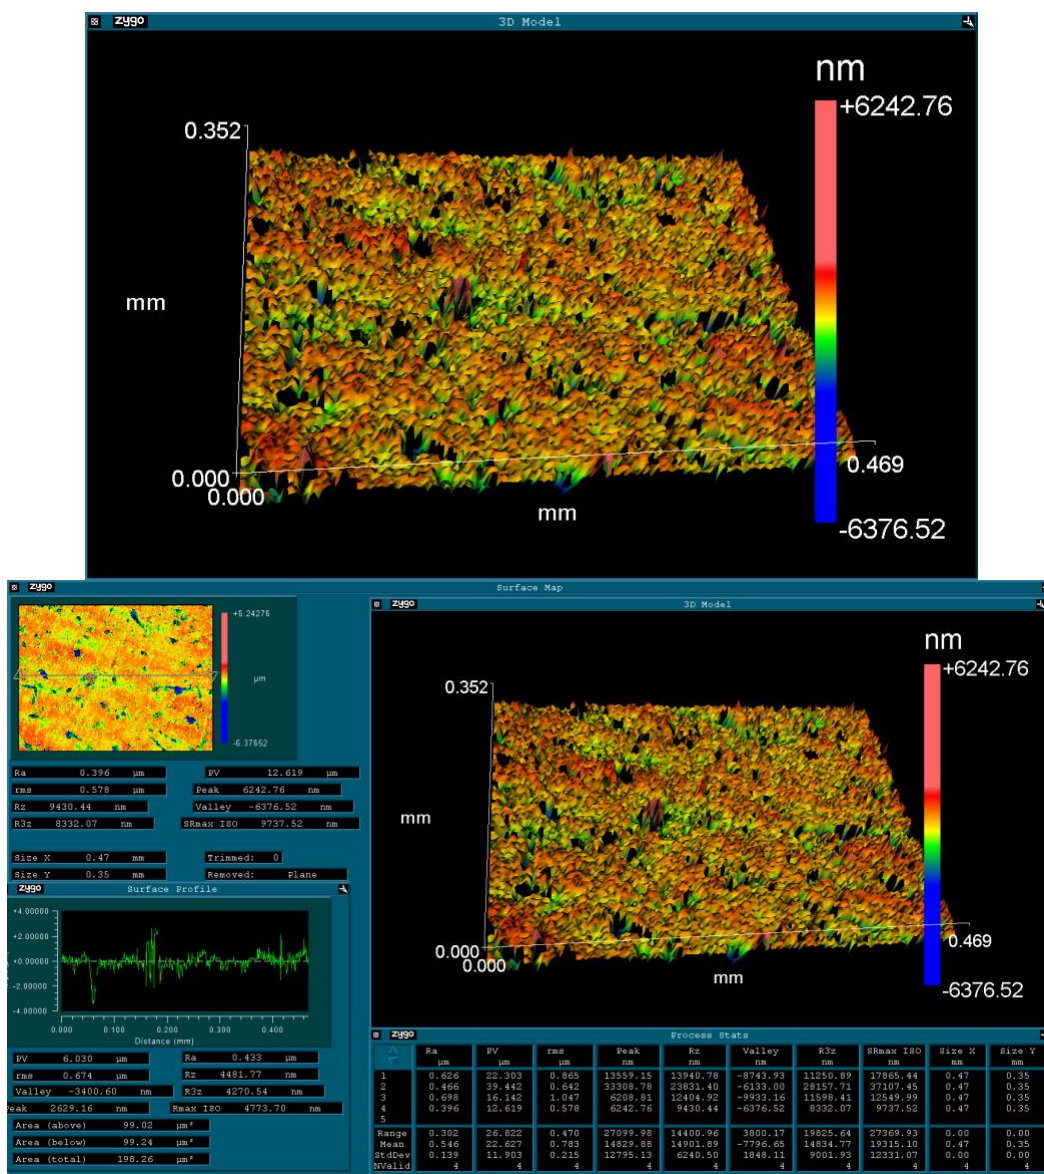 zygo 3D Model
nm
+6242.76
0.352
mm
0.000
0.000
0.469
mm
-6376.52
zygo Surface Map
+6.24276
µm
-6.37652
Ra 0.396 µm PV 12.619 µm
rms 0.578 µm Peak 6242.76 nm
Rz 9430.44 nm Valley -6376.52 nm
R3z 8332.07 nm SRmax ISO 9737.52 nm
Size X 0.47 mm Trimmed: 0
Size Y 0.35 mm Removed: Plane
zygo Surface Profile
+4.00000
+2.00000
+0.00000
-2.00000
-4.00000
0.000 0.100 0.200 0.300 0.400
Distance (mm)
PV 6.030 µm Ra 0.433 µm
rms 0.674 µm Rz 4481.77 nm
Valley -3400.60 nm R3z 4270.54 nm
Peak 2629.16 nm Rmax ISO 4773.70 nm
Area (above) 99.02 µm²
Area (below) 99.24 µm²
Area (total) 198.26 µm²
zygo 3D Model
nm
+6242.76
0.352
mm
0.000
0.000
0.469
mm
-6376.52
zygo Process Stats
Ra PV rms Peak Rz Valley R3z SRmax ISO Size X Size Y
µm µm µm nm nm nm nm nm mm mm
1 0.626 22.303 0.865 13559.15 13940.78 -8743.93 11250.89 17865.44 0.47 0.35
2 0.466 39.442 0.642 33308.78 23831.40 -6133.00 28157.71 37107.45 0.47 0.35
3 0.698 16.142 1.047 6208.81 12404.92 -9933.16 11598.41 12549.99 0.47 0.35
4 0.396 12.619 0.578 6242.76 9430.44 -6376.52 8332.07 9737.52 0.47 0.35
5
Range 0.302 26.822 0.470 27099.98 14400.96 3800.17 19825.64 27369.93 0.00 0.00
Mean 0.546 22.627 0.783 14829.88 14901.89 -7796.65 14834.77 19315.10 0.47 0.35
StdDev 0.139 11.903 0.215 12795.13 6240.50 1848.11 9001.93 12331.07 0.00 0.00
NValid 4 4 4 4 4 4 4 4 4 4